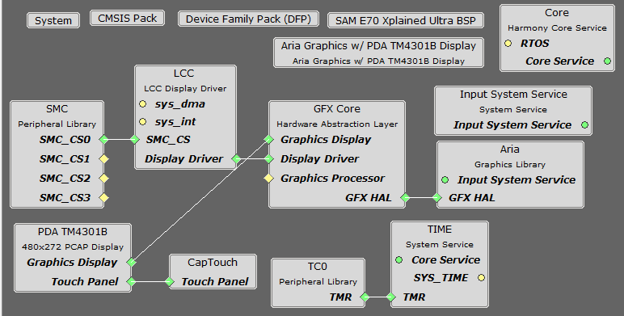 System
CMSIS Pack
Device Family Pack (DFP)
SAM E70 Xplained Ultra BSP
Core
Harmony Core Service
RTOS
Core Service
Aria Graphics w/ PDA TM4301B Display
Aria Graphics w/ PDA TM4301B Display
LCC
LCC Display Driver
sys_dma
sys_int
SMC_CS
Display Driver
SMC
Peripheral Library
SMC_CS0
SMC_CS1
SMC_CS2
SMC_CS3
GFX Core
Hardware Abstraction Layer
Graphics Display
Display Driver
Graphics Processor
GFX HAL
Input System Service
System Service
Input System Service
Aria
Graphics Library
Input System Service
GFX HAL
PDA TM4301B
480x272 PCAP Display
Graphics Display
Touch Panel
CapTouch
Touch Panel
TC0
Peripheral Library
TMR
TIME
System Service
Core Service
SYS_TIME
TMR